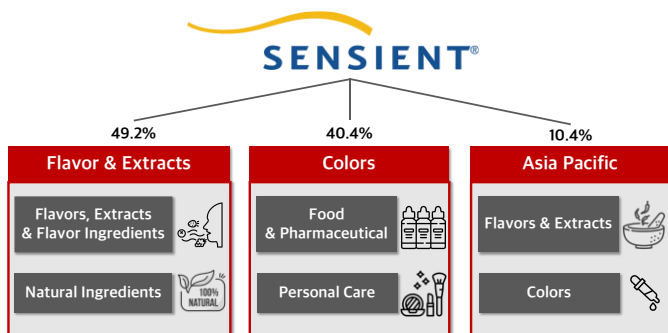 SENSIENT®
49.2%
40.4%
10.4%
Flavor & Extracts
Colors
Asia Pacific
Flavors, Extracts
& Flavor Ingredients
Food
& Pharmaceutical
Flavors & Extracts
Natural Ingredients
100%
NATURAL
Personal Care
Colors